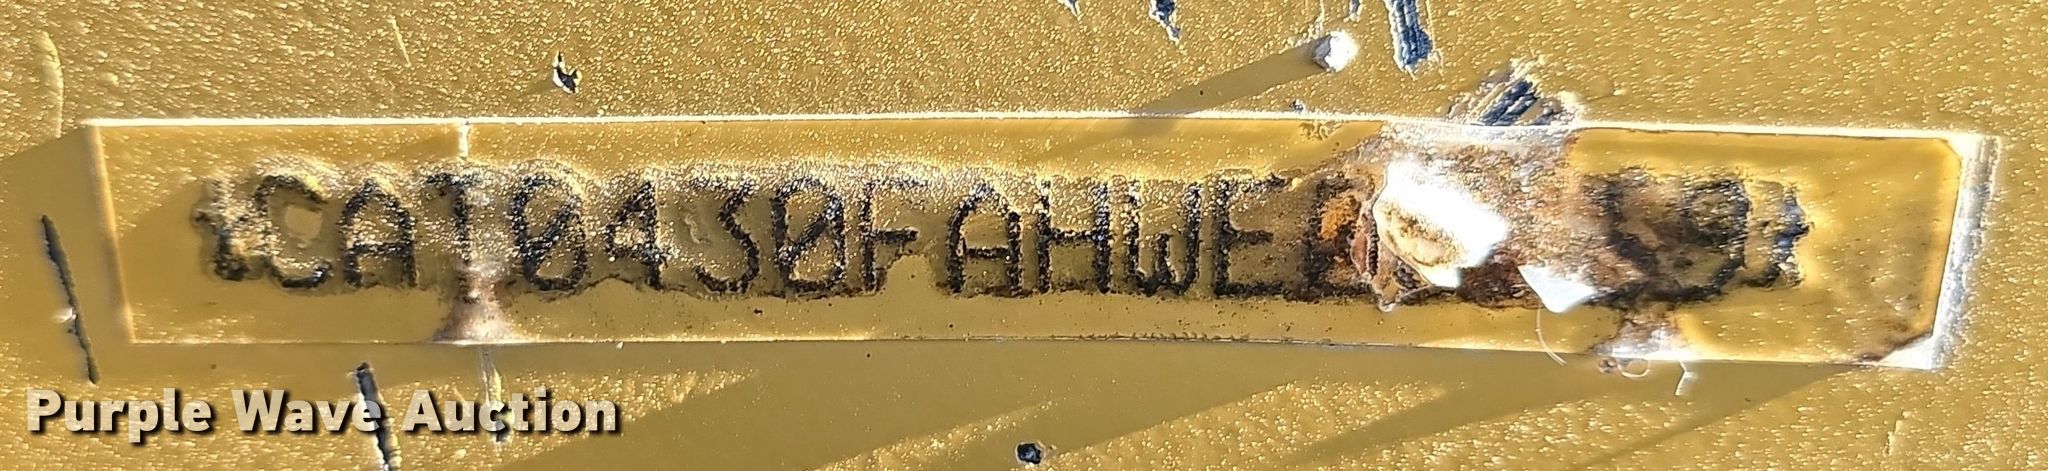 *CAT0430FAHWE
Purple Wave Auction